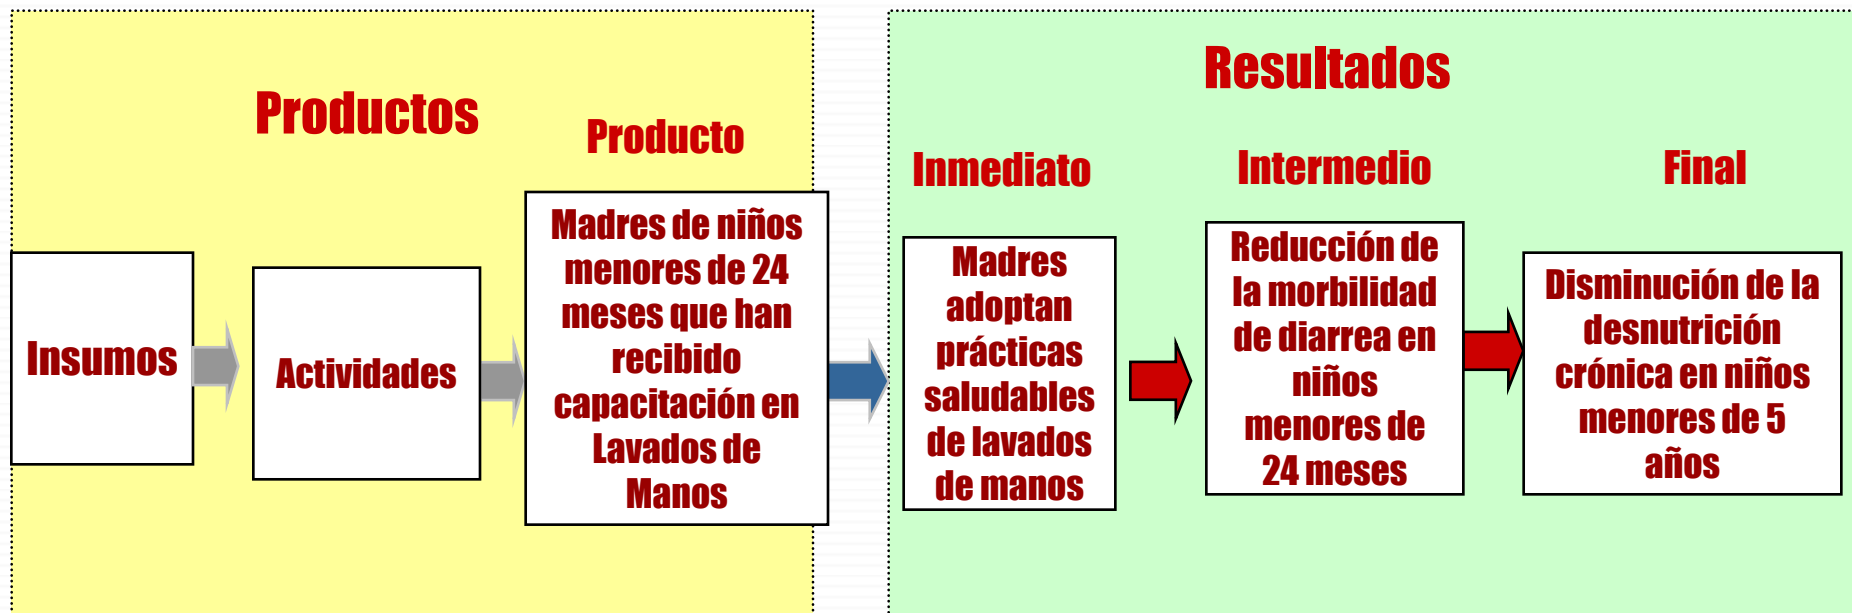 Productos
Producto
Insumos
Actividades
Madres de niños
menores de 24
meses que han
recibido
capacitación en
Lavados de
Manos
Resultados
Inmediato
Intermedio
Final
Madres
adoptan
prácticas
saludables
de lavados
de manos
Reducción de
la morbilidad
de diarrea en
niños
menores de
24 meses
Disminución de la
desnutrición
crónica en niños
menores de 5
años